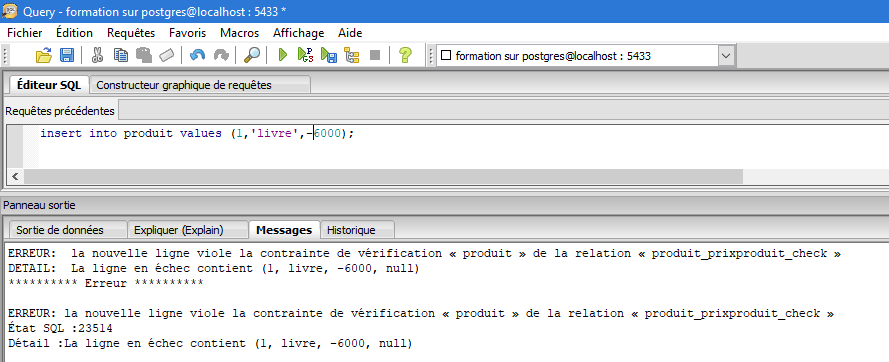 Query - formation sur postgres@localhost : 5433 *
Fichier Édition Requêtes Favoris Macros Affichage Aide
formation sur postgres@localhost : 5433
Éditeur SQL Constructeur graphique de requêtes
Requêtes précédentes
insert into produit values (1,'livre',-6000);
Panneau sortie
Sortie de données Expliquer (Explain) Messages Historique
ERREUR:  la nouvelle ligne viole la contrainte de vérification « produit » de la relation « produit_prixproduit_check »
DETAIL:  La ligne en échec contient (1, livre, -6000, null)
********** Erreur **********
ERREUR: la nouvelle ligne viole la contrainte de vérification « produit » de la relation « produit_prixproduit_check »
État SQL :23514
Détail :La ligne en échec contient (1, livre, -6000, null)